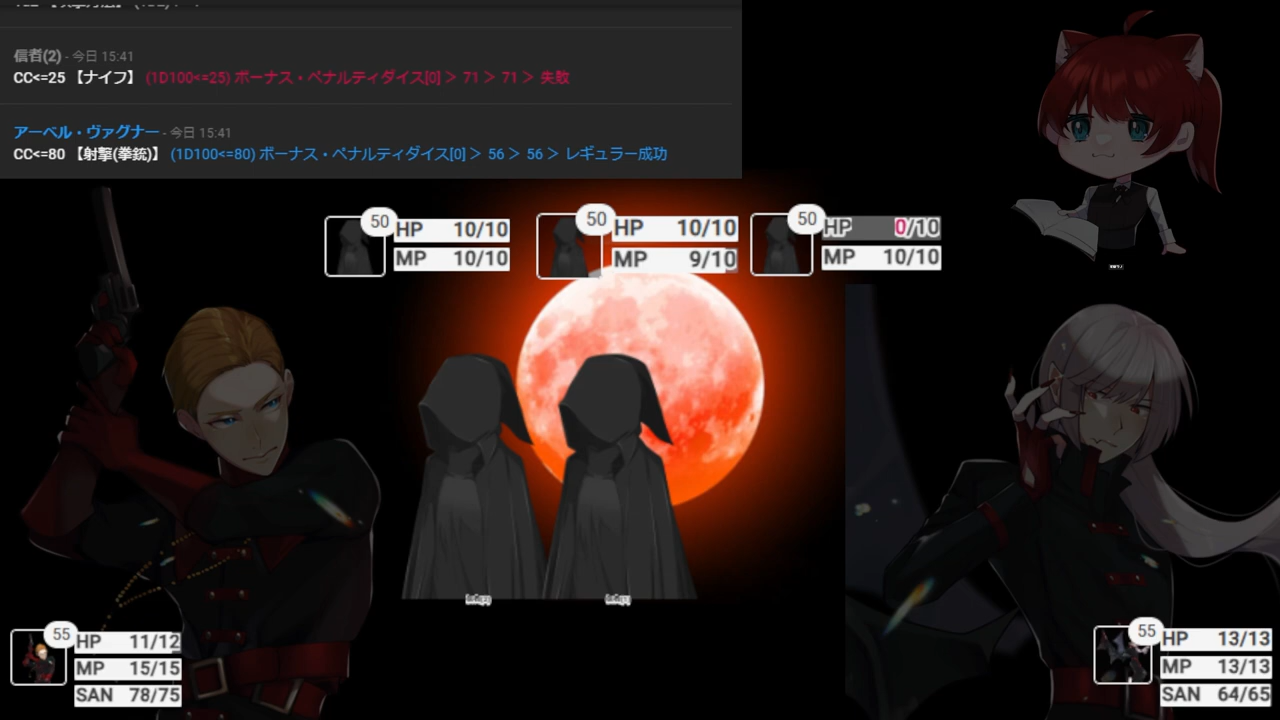 信者(2) - 今日 15:41
CC<=25 【ナイフ】 (1D100<=25) ボーナス・ペナルティダイス[0] > 71 > 71 > 失敗
アーベル・ヴァグナー - 今日 15:41
CC<=80 【射撃(拳銃)】 (1D100<=80) ボーナス・ペナルティダイス[0] > 56 > 56 > レギュラー成功
50 HP 10/10
MP 10/10
50 HP 10/10
MP 9/10
50 HP 0/10
MP 10/10
55 HP 11/12
MP 15/15
SAN 78/75
55 HP 13/13
MP 13/13
SAN 64/65